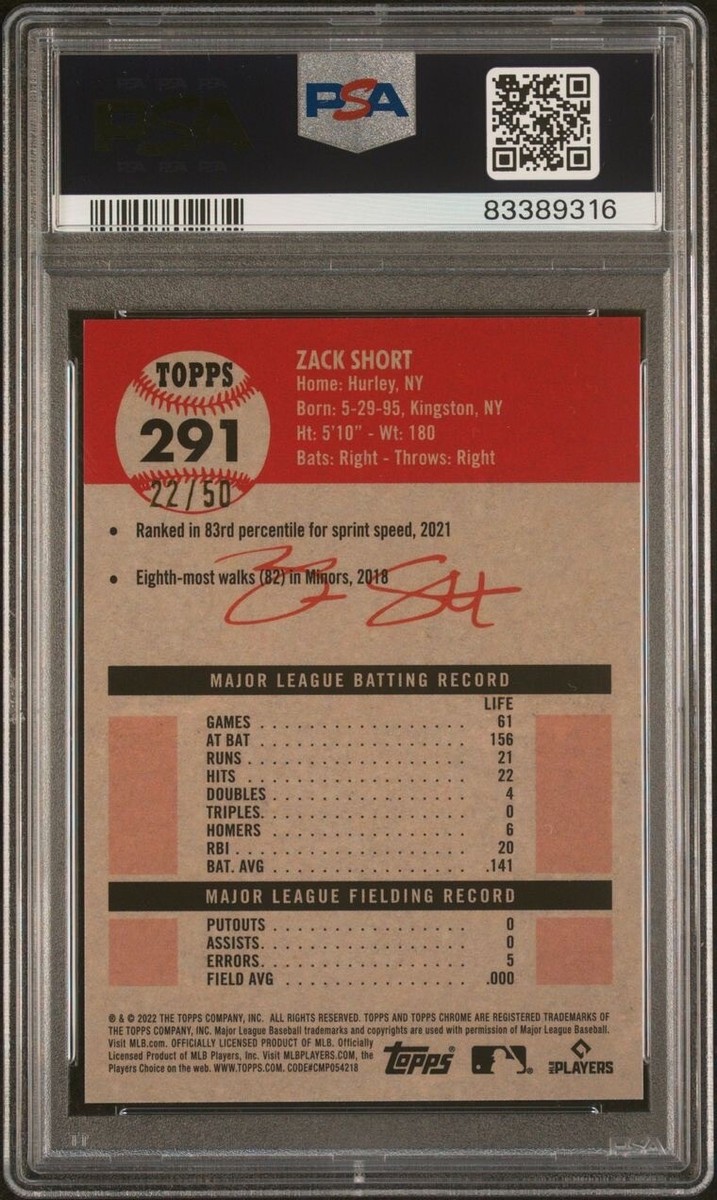 PSA
83389316
TOPPS
291
22/50
ZACK SHORT
Home: Hurley, NY
Born: 5-29-95, Kingston, NY
Ht: 5'10" - Wt: 180
Bats: Right - Throws: Right
• Ranked in 83rd percentile for sprint speed, 2021
• Eighth-most walks (82) in Minors, 2018
MAJOR LEAGUE BATTING RECORD
LIFE
GAMES . . . . . . . . . . . . . . . . 61
AT BAT . . . . . . . . . . . . . . . . 156
RUNS . . . . . . . . . . . . . . . . . 21
HITS . . . . . . . . . . . . . . . . . 22
DOUBLES . . . . . . . . . . . . . . . 4
TRIPLES. . . . . . . . . . . . . . . . 0
HOMERS . . . . . . . . . . . . . . . . 6
RBI . . . . . . . . . . . . . . . . . . 20
BAT. AVG . . . . . . . . . . . . . . . .141
MAJOR LEAGUE FIELDING RECORD
PUTOUTS . . . . . . . . . . . . . . . 0
ASSISTS. . . . . . . . . . . . . . . . 0
ERRORS. . . . . . . . . . . . . . . . 5
FIELD AVG . . . . . . . . . . . . . . .000
® & © 2022 THE TOPPS COMPANY, INC. ALL RIGHTS RESERVED. TOPPS AND TOPPS CHROME ARE REGISTERED TRADEMARKS OF
THE TOPPS COMPANY, INC. Major League Baseball trademarks and copyrights are used with permission of Major League Baseball.
Visit MLB.com. OFFICIALLY LICENSED PRODUCT OF MLB. Officially
Licensed Product of MLB Players, Inc. Visit MLBPLAYERS.COM, the
Players Choice on the web. WWW.TOPPS.COM. CODE#CMP054218
Topps®
MLB PLAYERS
PSA